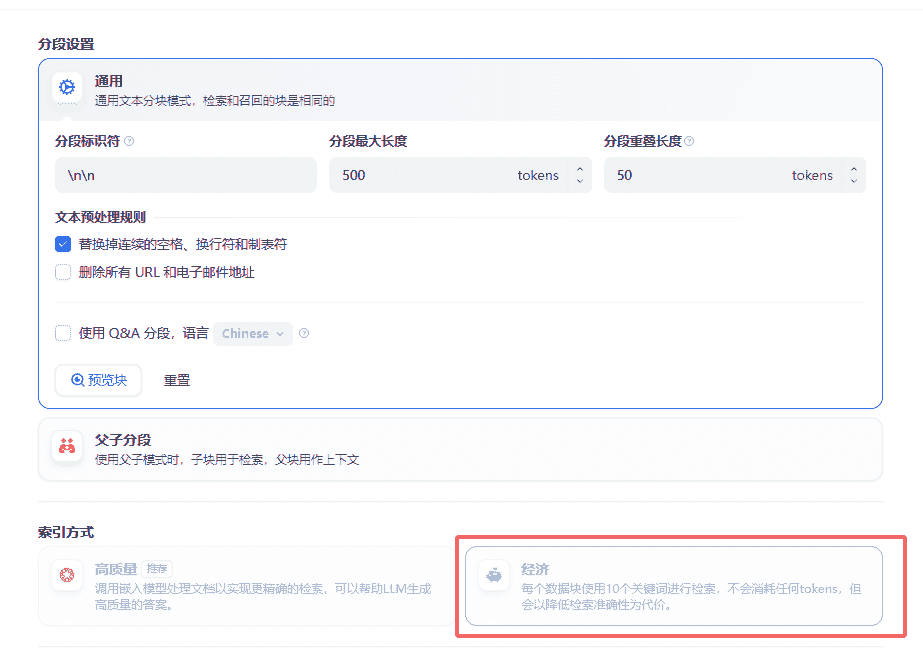 分段设置
通用
通用文本分块模式，检索和召回的块是相同的
分段标识符 分段最大长度 分段重叠长度
\n\n 500 tokens 50 tokens
文本预处理规则
替换掉连续的空格、换行符和制表符
删除所有 URL 和电子邮件地址
使用 Q&A 分段，语言 Chinese
预览块 重置
父子分段
使用父子模式时，子块用于检索，父块用作上下文
索引方式
高质量 推荐
调用嵌入模型处理文档以实现更精确的检索，可以帮助LLM生成
高质量的答案。
经济
每个数据块使用10个关键词进行检索，不会消耗任何tokens，但
会以降低检索准确性为代价。